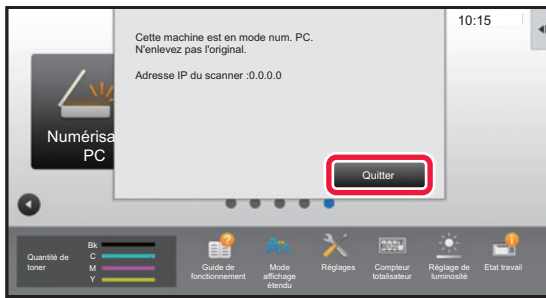 10:15
Cette machine est en mode num. PC.
N'enlevez pas l'original.
Adresse IP du scanner :0.0.0.0
Numérisa
PC
Quitter
Quantité de
toner
Bk
C
M
Y
Guide de
fonctionnement
Mode
affichage
étendu
Réglages
Compteur
totalisateur
Réglage de
luminosité
Etat travail